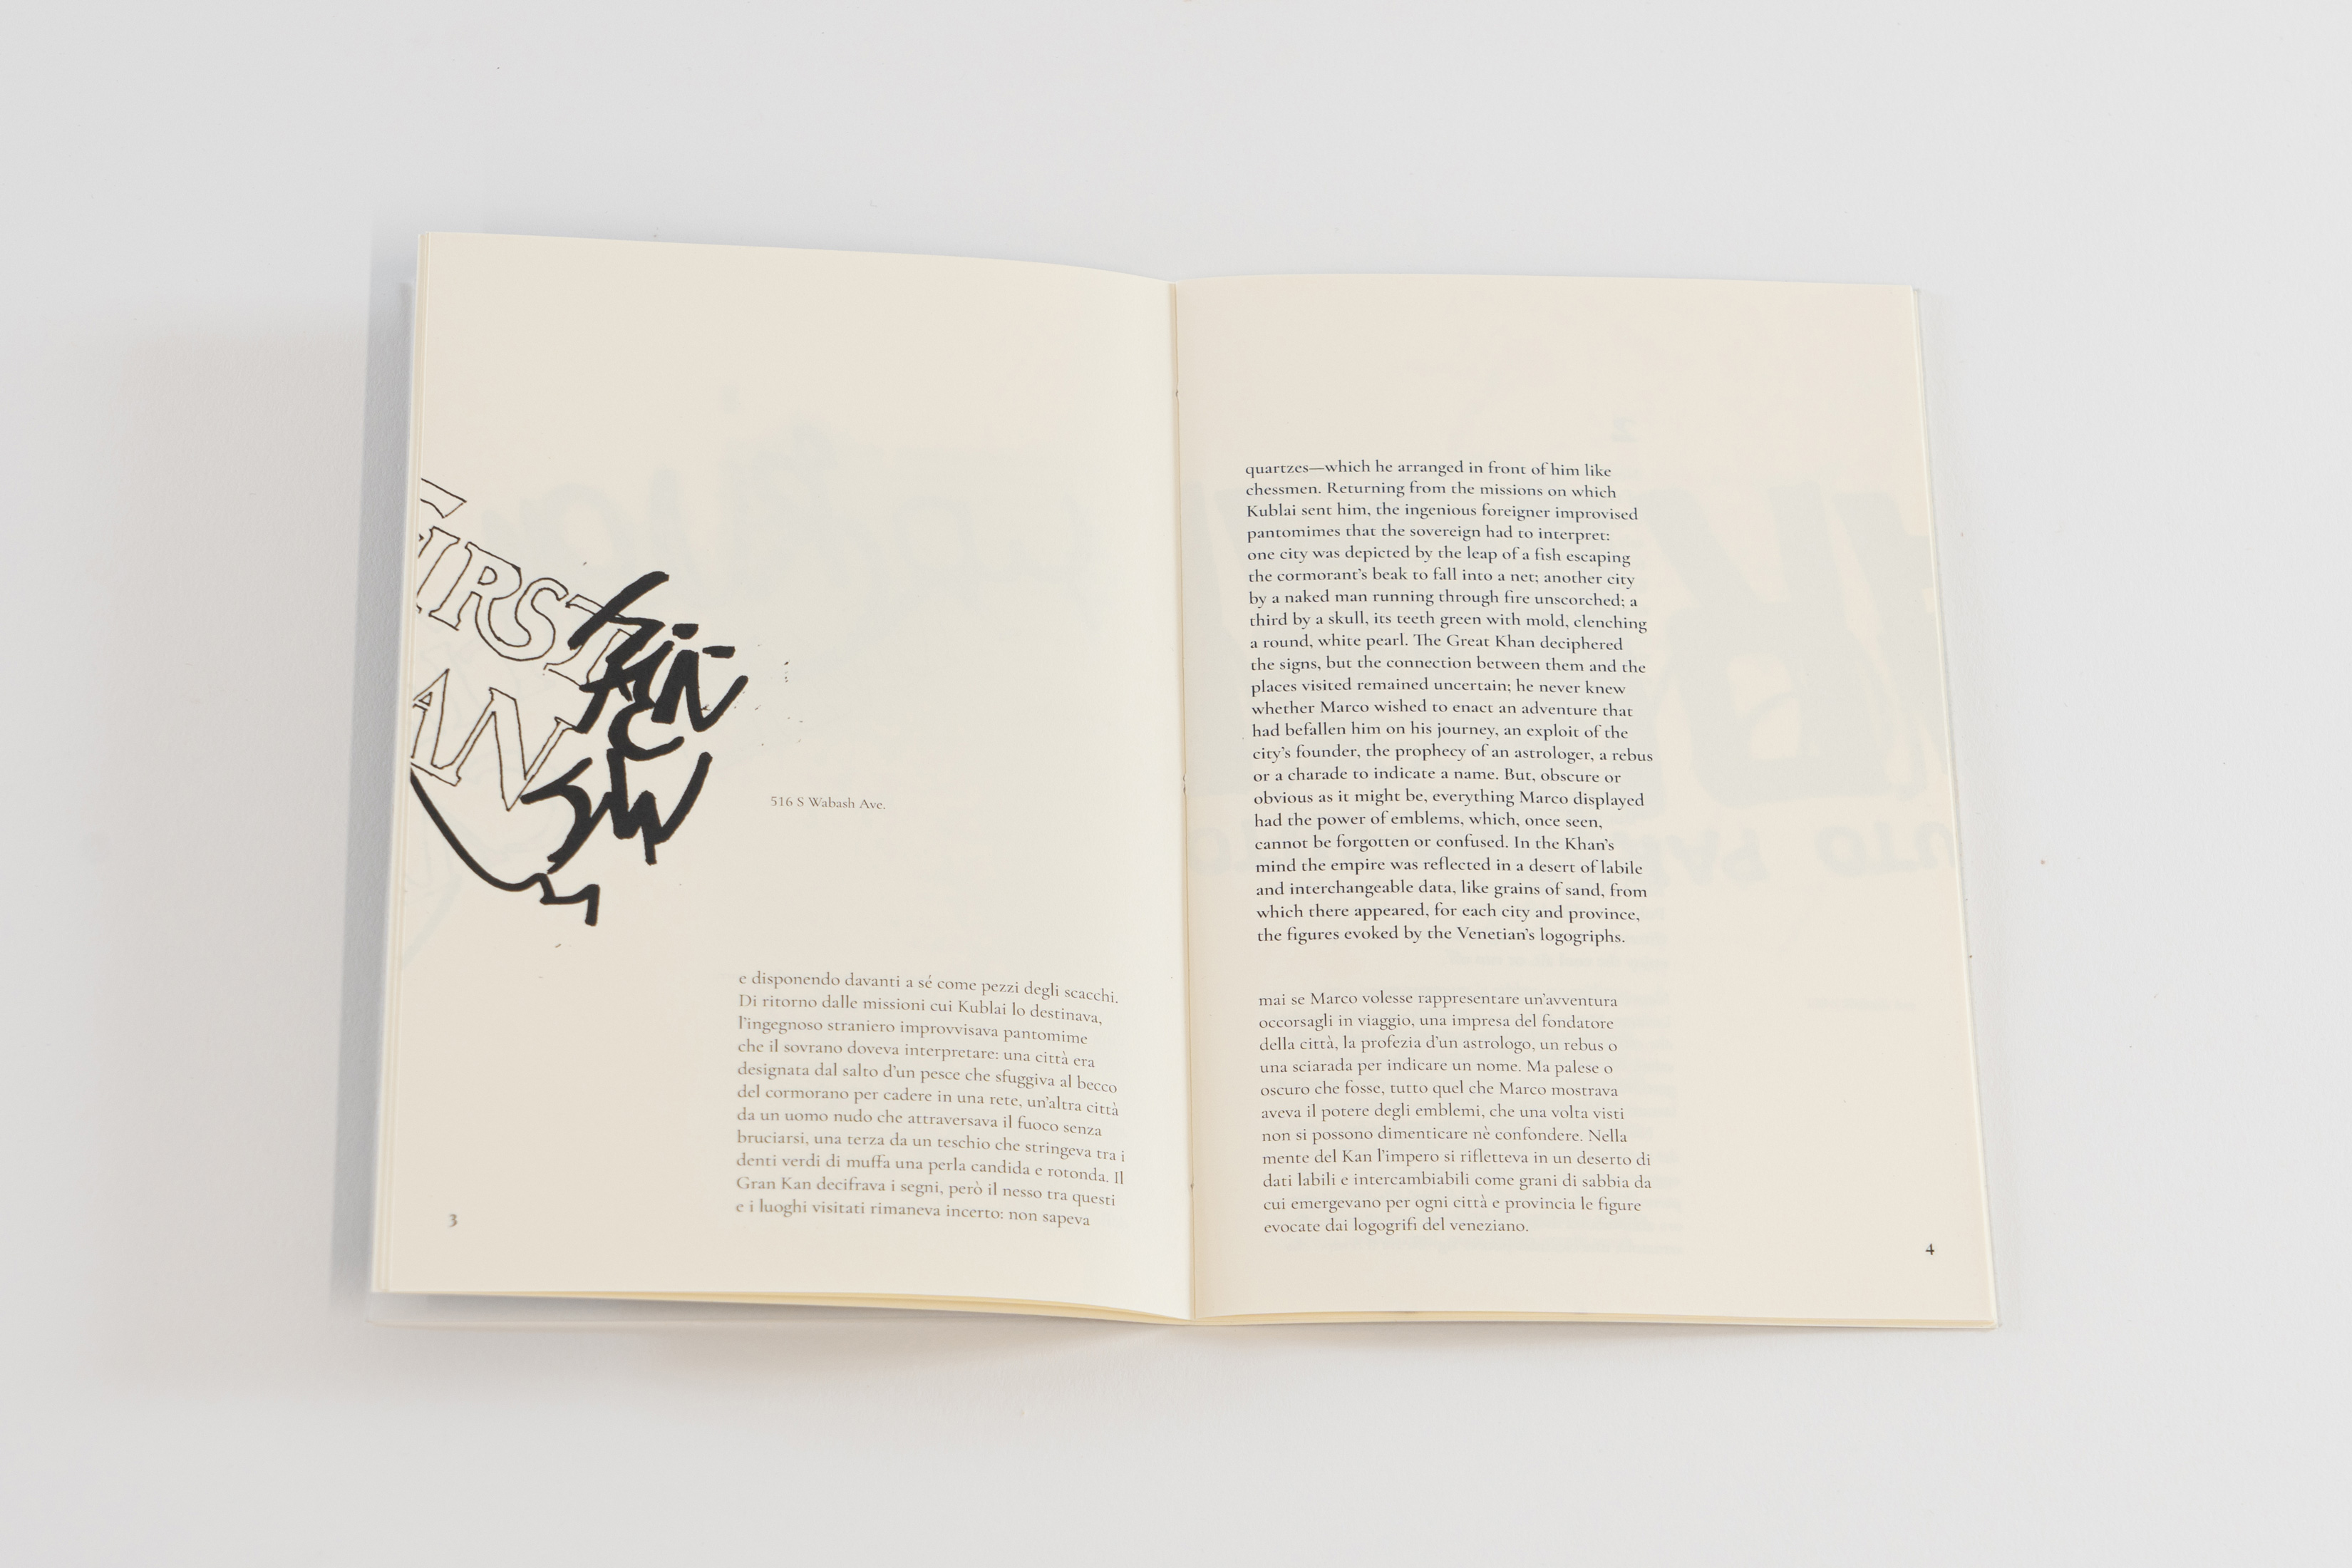 FIRST
AN
516 S Wabash Ave.
e disponendo davanti a sé come pezzi degli scacchi.
Di ritorno dalle missioni cui Kublai lo destinava,
l'ingegnoso straniero improvvisava pantomime
che il sovrano doveva interpretare: una città era
designata dal salto d'un pesce che sfuggiva al becco
del cormorano per cadere in una rete, un'altra città
da un uomo nudo che attraversava il fuoco senza
bruciarsi, una terza da un teschio che stringeva tra i
denti verdi di muffa una perla candida e rotonda. Il
Gran Kan decifrava i segni, però il nesso tra questi
e i luoghi visitati rimaneva incerto: non sapeva
3
quartzes—which he arranged in front of him like
chessmen. Returning from the missions on which
Kublai sent him, the ingenious foreigner improvised
pantomimes that the sovereign had to interpret:
one city was depicted by the leap of a fish escaping
the cormorant's beak to fall into a net; another city
by a naked man running through fire unscorched; a
third by a skull, its teeth green with mold, clenching
a round, white pearl. The Great Khan deciphered
the signs, but the connection between them and the
places visited remained uncertain; he never knew
whether Marco wished to enact an adventure that
had befallen him on his journey, an exploit of the
city's founder, the prophecy of an astrologer, a rebus
or a charade to indicate a name. But, obscure or
obvious as it might be, everything Marco displayed
had the power of emblems, which, once seen,
cannot be forgotten or confused. In the Khan's
mind the empire was reflected in a desert of labile
and interchangeable data, like grains of sand, from
which there appeared, for each city and province,
the figures evoked by the Venetian's logogriphs.
mai se Marco volesse rappresentare un'avventura
occorsagli in viaggio, una impresa del fondatore
della città, la profezia d'un astrologo, un rebus o
una sciarada per indicare un nome. Ma palese o
oscuro che fosse, tutto quel che Marco mostrava
aveva il potere degli emblemi, che una volta visti
non si possono dimenticare nè confondere. Nella
mente del Kan l'impero si rifletteva in un deserto di
dati labili e intercambiabili come grani di sabbia da
cui emergevano per ogni città e provincia le figure
evocate dai logogrifi del veneziano.
4